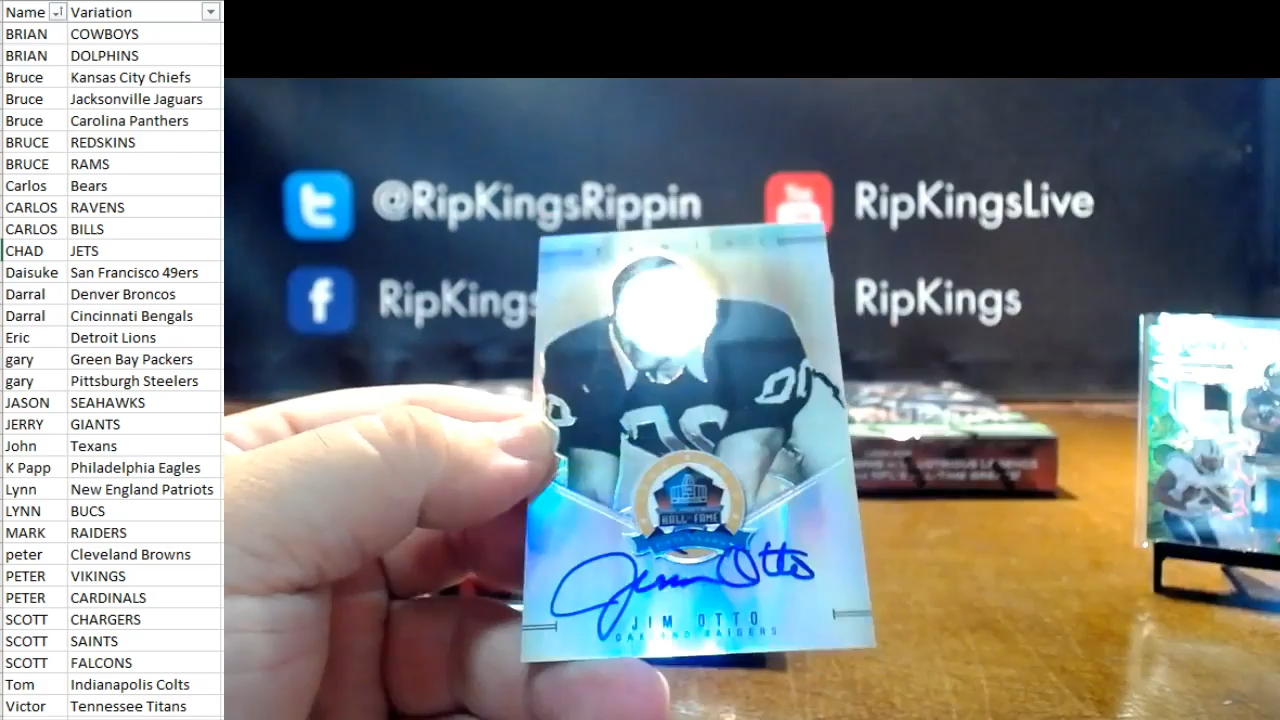 Name Variation
BRIAN COWBOYS
BRIAN DOLPHINS
Bruce Kansas City Chiefs
Bruce Jacksonville Jaguars
Bruce Carolina Panthers
BRUCE REDSKINS
BRUCE RAMS
Carlos Bears
CARLOS RAVENS
CARLOS BILLS
CHAD JETS
Daisuke San Francisco 49ers
Darral Denver Broncos
Darral Cincinnati Bengals
Eric Detroit Lions
gary Green Bay Packers
gary Pittsburgh Steelers
JASON SEAHAWKS
JERRY GIANTS
John Texans
K Papp Philadelphia Eagles
Lynn New England Patriots
LYNN BUCS
MARK RAIDERS
peter Cleveland Browns
PETER VIKINGS
PETER CARDINALS
SCOTT CHARGERS
SCOTT SAINTS
SCOTT FALCONS
Tom Indianapolis Colts
Victor Tennessee Titans
t @RipKingsRippin
You RipKingsLive
f RipKings
RipKings
00
HALL OF FAME
Jim Otto
JIM OTTO
OAKLAND RAIDERS